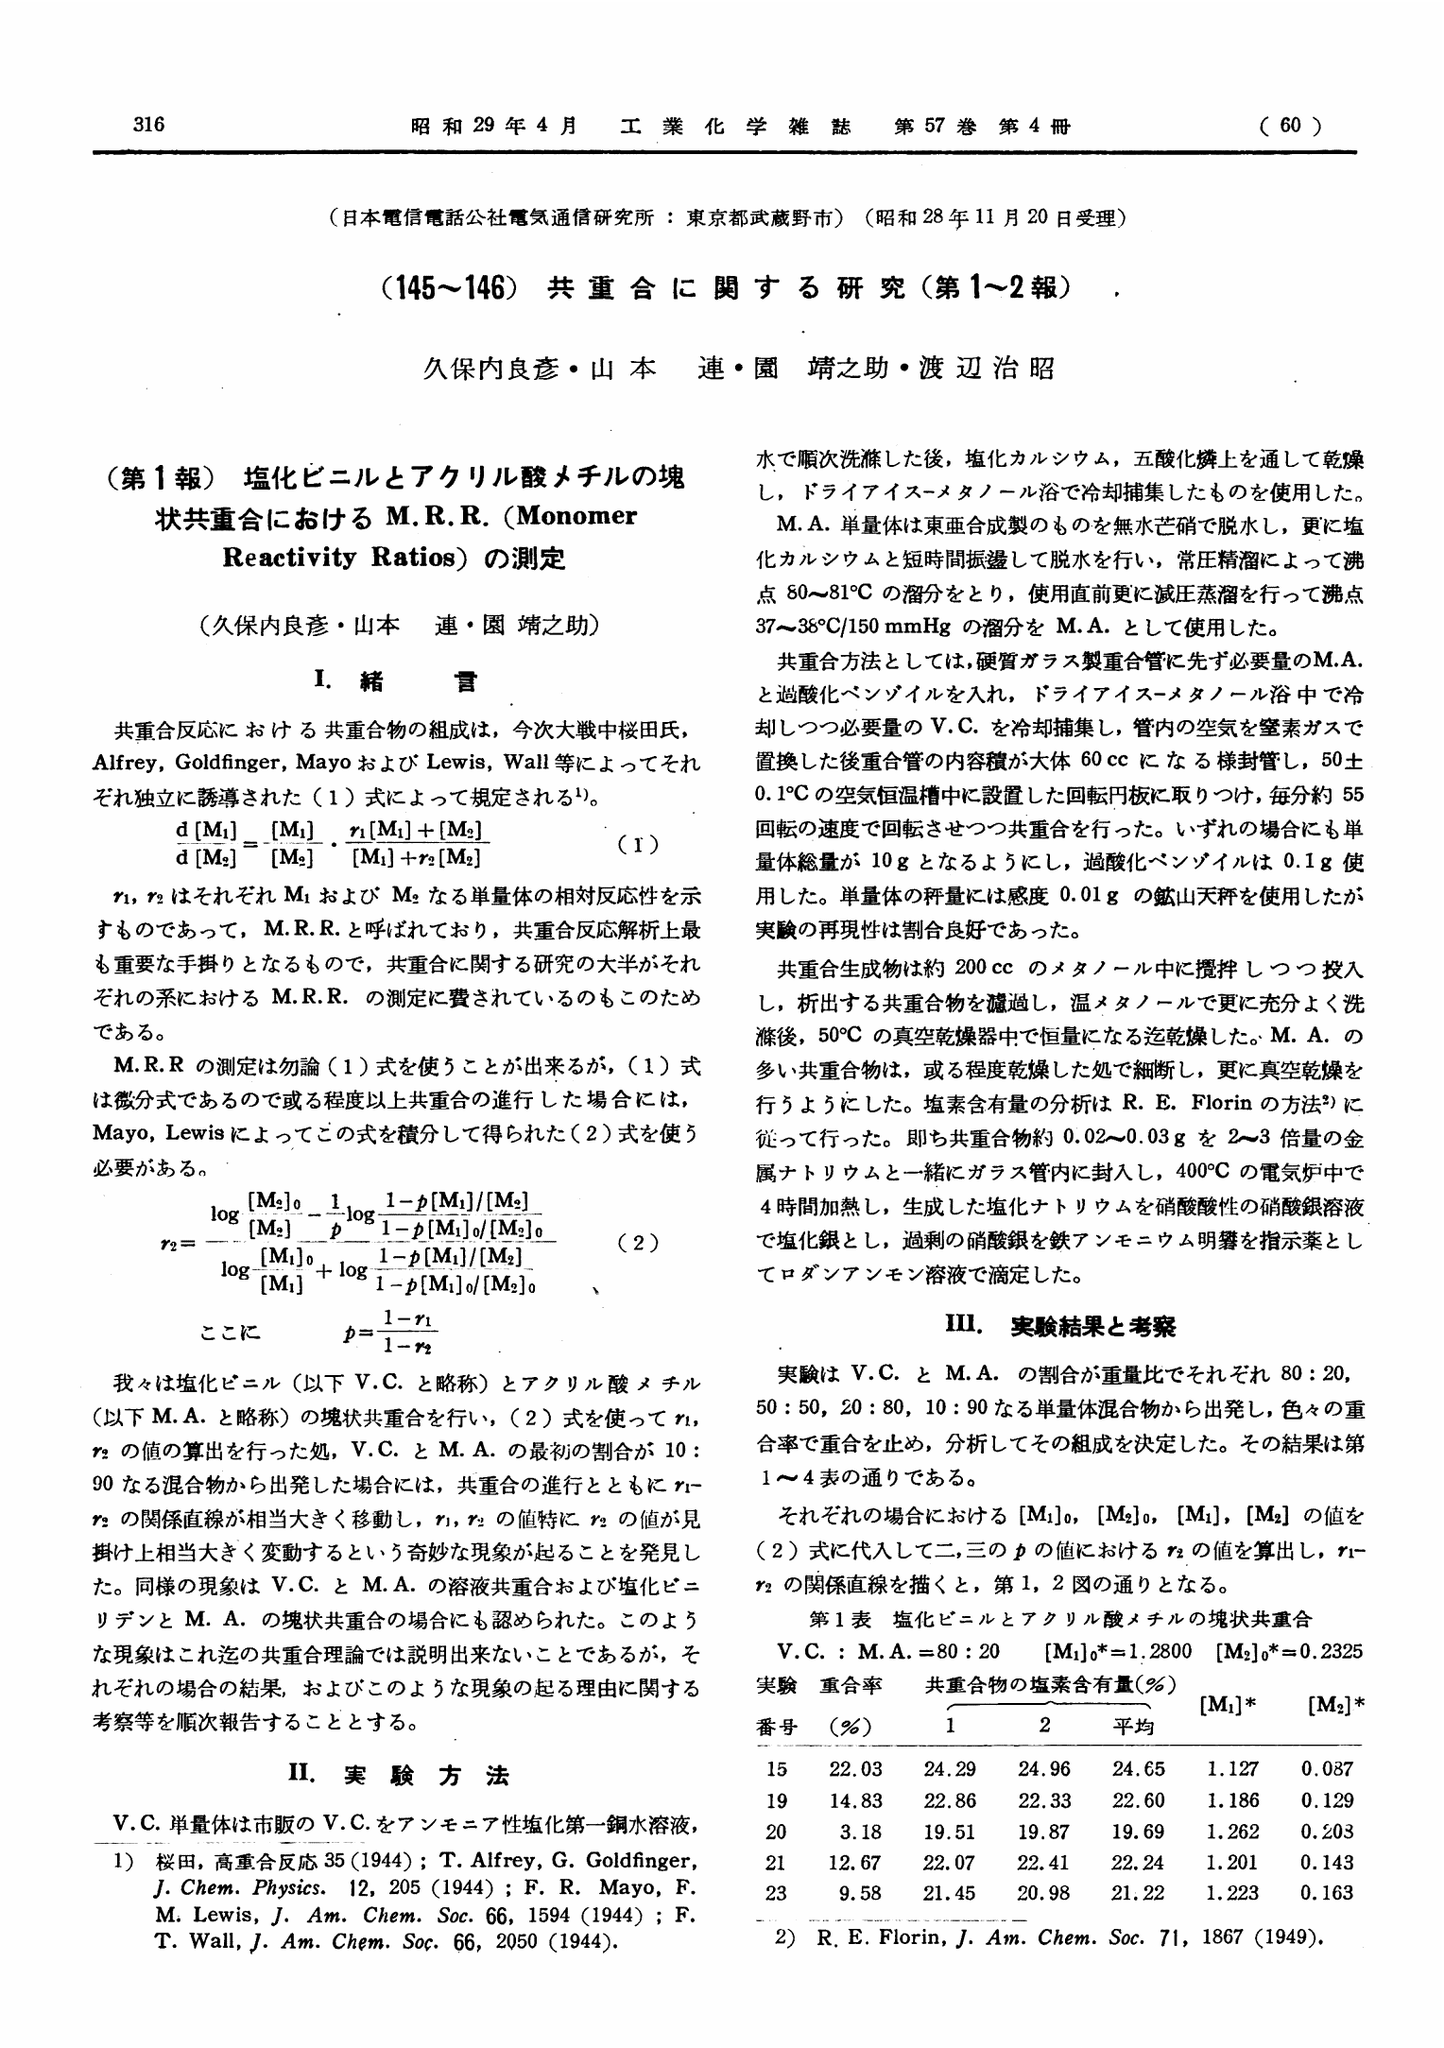 316
昭和29年4月 工業化学雑誌 第57巻 第4冊
(60)
(日本電信電話公社電気通信研究所：東京都武蔵野市) (昭和28年11月20日受理)
(145～146) 共重合に関する研究(第1～2報)
久保内良彦・山本 連・園 靖之助・渡辺治昭
(第1報) 塩化ビニルとアクリル酸メチルの塊
状共重合における M.R.R. (Monomer
Reactivity Ratios) の測定
(久保内良彦・山本 連・園 靖之助)
I. 緒 言
共重合反応における共重合物の組成は，今次大戦中桜田氏，
Alfrey, Goldfinger, Mayo および Lewis, Wall 等によってそれ
ぞれ独立に誘導された(1)式によって規定される¹⁾。
d[M₁]/d[M₂] = [M₁]/[M₂] · (r₁[M₁]+[M₂])/([M₁]+r₂[M₂]) (1)
r₁, r₂ はそれぞれ M₁ および M₂ なる単量体の相対反応性を示
すものであって，M.R.R. と呼ばれており，共重合反応解析上最
も重要な手掛りとなるもので，共重合に関する研究の大半がそれ
ぞれの系における M.R.R. の測定に費されているのもこのため
である。
M.R.R の測定は勿論(1)式を使うことが出来るが，(1)式
は微分式であるので或る程度以上共重合の進行した場合には，
Mayo, Lewis によってこの式を積分して得られた(2)式を使う
必要がある。
r₂ = (log [M₂]₀/[M₂] − 1/p log (1−p[M₁]/[M₂])/(1−p[M₁]₀/[M₂]₀)) / (log [M₁]₀/[M₁] + log (1−p[M₁]/[M₂])/(1−p[M₁]₀/[M₂]₀)) (2)
ここに p = (1−r₁)/(1−r₂)
我々は塩化ビニル(以下 V.C. と略称)とアクリル酸メチル
(以下 M.A. と略称)の塊状共重合を行い，(2)式を使って r₁,
r₂ の値の算出を行った処，V.C. と M.A. の最初の割合が 10：
90 なる混合物から出発した場合には，共重合の進行とともに r₁-
r₂ の関係直線が相当大きく移動し，r₁, r₂ の値特に r₂ の値が見
掛け上相当大きく変動するという奇妙な現象が起ることを発見し
た。同様の現象は V.C. と M.A. の溶液共重合および塩化ビニ
リデンと M. A. の塊状共重合の場合にも認められた。このよう
な現象はこれ迄の共重合理論では説明出来ないことであるが，そ
れぞれの場合の結果，およびこのような現象の起る理由に関する
考察等を順次報告することとする。
II. 実験方法
V.C. 単量体は市販の V.C. をアンモニア性塩化第一銅水溶液，
1) 桜田，高重合反応 35 (1944) ; T. Alfrey, G. Goldfinger,
J. Chem. Physics. 12, 205 (1944) ; F. R. Mayo, F.
M. Lewis, J. Am. Chem. Soc. 66, 1594 (1944) ; F.
T. Wall, J. Am. Chem. Soc. 66, 2050 (1944).
水で順次洗滌した後，塩化カルシウム，五酸化燐上を通して乾燥
し，ドライアイス-メタノール浴で冷却捕集したものを使用した。
M.A. 単量体は東亜合成製のものを無水芒硝で脱水し，更に塩
化カルシウムと短時間振盪して脱水を行い，常圧精溜によって沸
点 80～81°C の溜分をとり，使用直前更に減圧蒸溜を行って沸点
37～38°C/150 mmHg の溜分を M.A. として使用した。
共重合方法としては，硬質ガラス製重合管に先ず必要量のM.A.
と過酸化ベンゾイルを入れ，ドライアイス-メタノール浴中で冷
却しつつ必要量の V.C. を冷却捕集し，管内の空気を窒素ガスで
置換した後重合管の内容積が大体 60 cc になる様封管し，50±
0.1°C の空気恒温槽中に設置した回転円板に取りつけ，毎分約 55
回転の速度で回転させつつ共重合を行った。いずれの場合にも単
量体総量が 10 g となるようにし，過酸化ベンゾイルは 0.1 g 使
用した。単量体の秤量には感度 0.01 g の鉱山天秤を使用したが
実験の再現性は割合良好であった。
共重合生成物は約 200 cc のメタノール中に攪拌しつつ投入
し，析出する共重合物を濾過し，温メタノールで更に充分よく洗
滌後，50°C の真空乾燥器中で恒量になる迄乾燥した。M. A. の
多い共重合物は，或る程度乾燥した処で細断し，更に真空乾燥を
行うようにした。塩素含有量の分析は R. E. Florin の方法²⁾に
従って行った。即ち共重合物約 0.02～0.03 g を 2～3 倍量の金
属ナトリウムと一緒にガラス管内に封入し，400°C の電気炉中で
4時間加熱し，生成した塩化ナトリウムを硝酸酸性の硝酸銀溶液
で塩化銀とし，過剰の硝酸銀を鉄アンモニウム明礬を指示薬とし
てロダンアンモン溶液で滴定した。
III. 実験結果と考察
実験は V.C. と M.A. の割合が重量比でそれぞれ 80：20,
50：50, 20：80, 10：90 なる単量体混合物から出発し，色々の重
合率で重合を止め，分析してその組成を決定した。その結果は第
1～4表の通りである。
それぞれの場合における [M₁]₀, [M₂]₀, [M₁], [M₂] の値を
(2)式に代入して二，三の p の値における r₂ の値を算出し，r₁-
r₂ の関係直線を描くと，第1，2図の通りとなる。
第1表 塩化ビニルとアクリル酸メチルの塊状共重合
V.C.：M.A.=80：20 [M₁]₀*=1.2800 [M₂]₀*=0.2325
実験 重合率 共重合物の塩素含有量(%) [M₁]* [M₂]*
番号 (%) 1 2 平均
15 22.03 24.29 24.96 24.65 1.127 0.087
19 14.83 22.86 22.33 22.60 1.186 0.129
20 3.18 19.51 19.87 19.69 1.262 0.203
21 12.67 22.07 22.41 22.24 1.201 0.143
23 9.58 21.45 20.98 21.22 1.223 0.163
2) R. E. Florin, J. Am. Chem. Soc. 71, 1867 (1949).